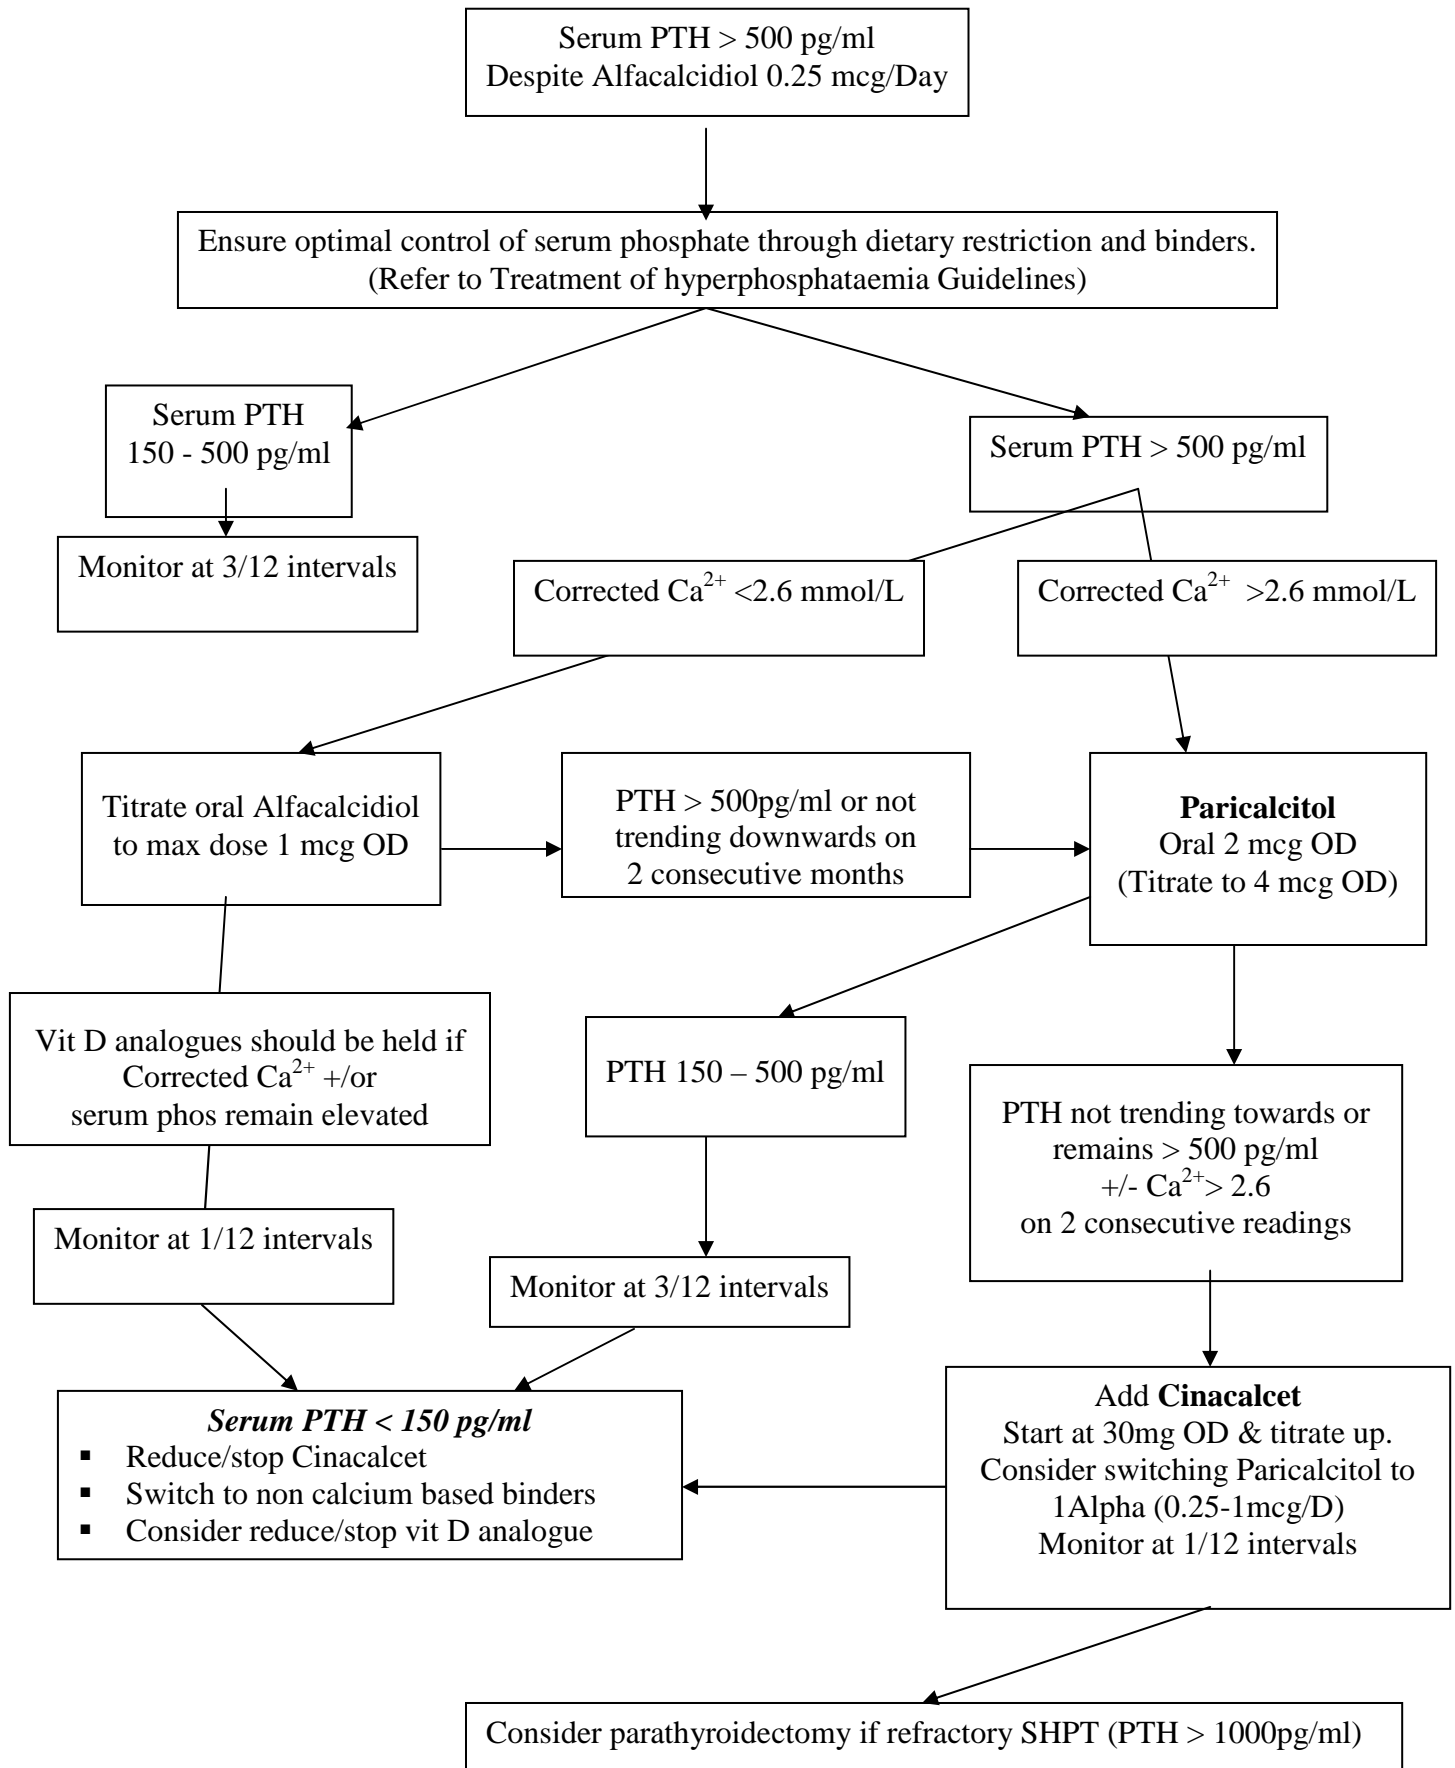 Serum PTH > 500 pg/ml
Despite Alfacalcidiol 0.25 mcg/Day
Ensure optimal control of serum phosphate through dietary restriction and binders.
(Refer to Treatment of hyperphosphataemia Guidelines)
Serum PTH
150 - 500 pg/ml
Serum PTH > 500 pg/ml
Monitor at 3/12 intervals
Corrected Ca²⁺ <2.6 mmol/L
Corrected Ca²⁺ >2.6 mmol/L
Titrate oral Alfacalcidiol
to max dose 1 mcg OD
PTH > 500pg/ml or not
trending downwards on
2 consecutive months
Paricalcitol
Oral 2 mcg OD
(Titrate to 4 mcg OD)
Vit D analogues should be held if
Corrected Ca²⁺ +/or
serum phos remain elevated
PTH 150 – 500 pg/ml
PTH not trending towards or
remains > 500 pg/ml
+/- Ca²⁺> 2.6
on 2 consecutive readings
Monitor at 1/12 intervals
Monitor at 3/12 intervals
Serum PTH < 150 pg/ml
▪ Reduce/stop Cinacalcet
▪ Switch to non calcium based binders
▪ Consider reduce/stop vit D analogue
Add Cinacalcet
Start at 30mg OD & titrate up.
Consider switching Paricalcitol to
1Alpha (0.25-1mcg/D)
Monitor at 1/12 intervals
Consider parathyroidectomy if refractory SHPT (PTH > 1000pg/ml)